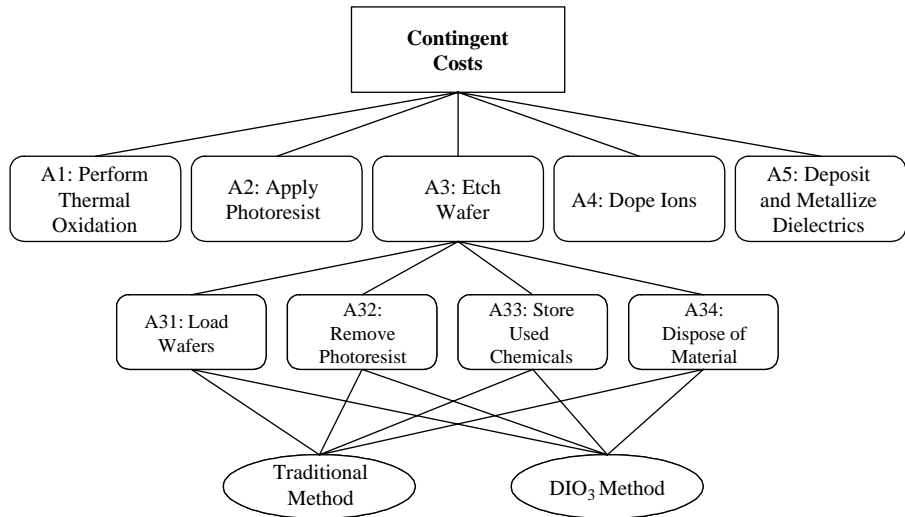 Contingent
Costs
A1: Perform
Thermal
Oxidation
A2: Apply
Photoresist
A3: Etch
Wafer
A4: Dope Ions
A5: Deposit
and Metallize
Dielectrics
A31: Load
Wafers
A32:
Remove
Photoresist
A33: Store
Used
Chemicals
A34:
Dispose of
Material
Traditional
Method
DIO₃ Method